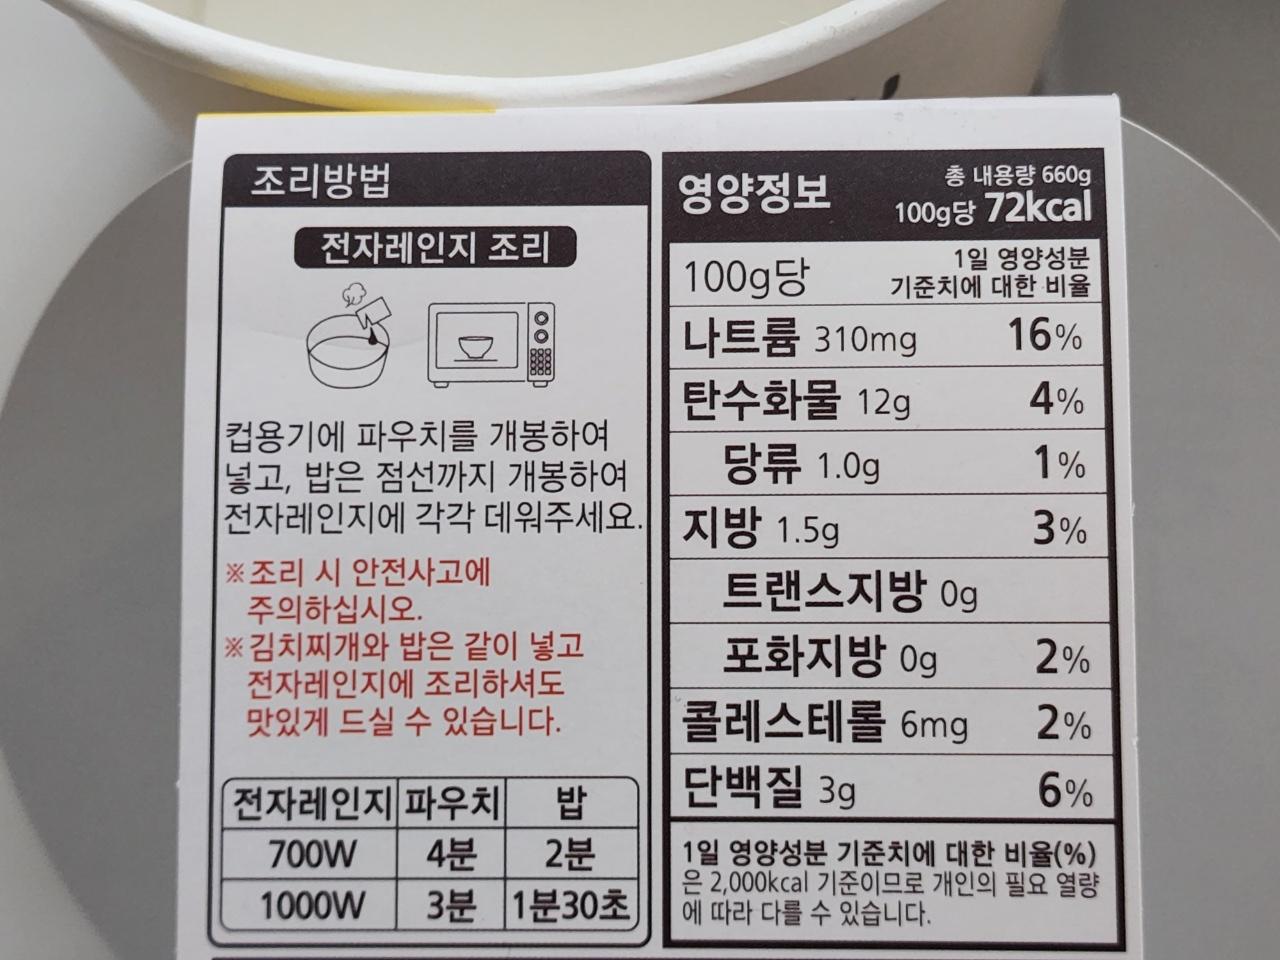 조리방법
전자레인지 조리
컵용기에 파우치를 개봉하여
넣고, 밥은 점선까지 개봉하여
전자레인지에 각각 데워주세요.
※조리 시 안전사고에
주의하십시오.
※김치찌개와 밥은 같이 넣고
전자레인지에 조리하셔도
맛있게 드실 수 있습니다.
전자레인지 파우치 밥
700W 4분 2분
1000W 3분 1분30초
영양정보
총 내용량 660g
100g당 72kcal
100g당
1일 영양성분
기준치에 대한 비율
나트륨 310mg 16%
탄수화물 12g 4%
당류 1.0g 1%
지방 1.5g 3%
트랜스지방 0g
포화지방 0g 2%
콜레스테롤 6mg 2%
단백질 3g 6%
1일 영양성분 기준치에 대한 비율(%)
은 2,000kcal 기준이므로 개인의 필요 열량
에 따라 다를 수 있습니다.